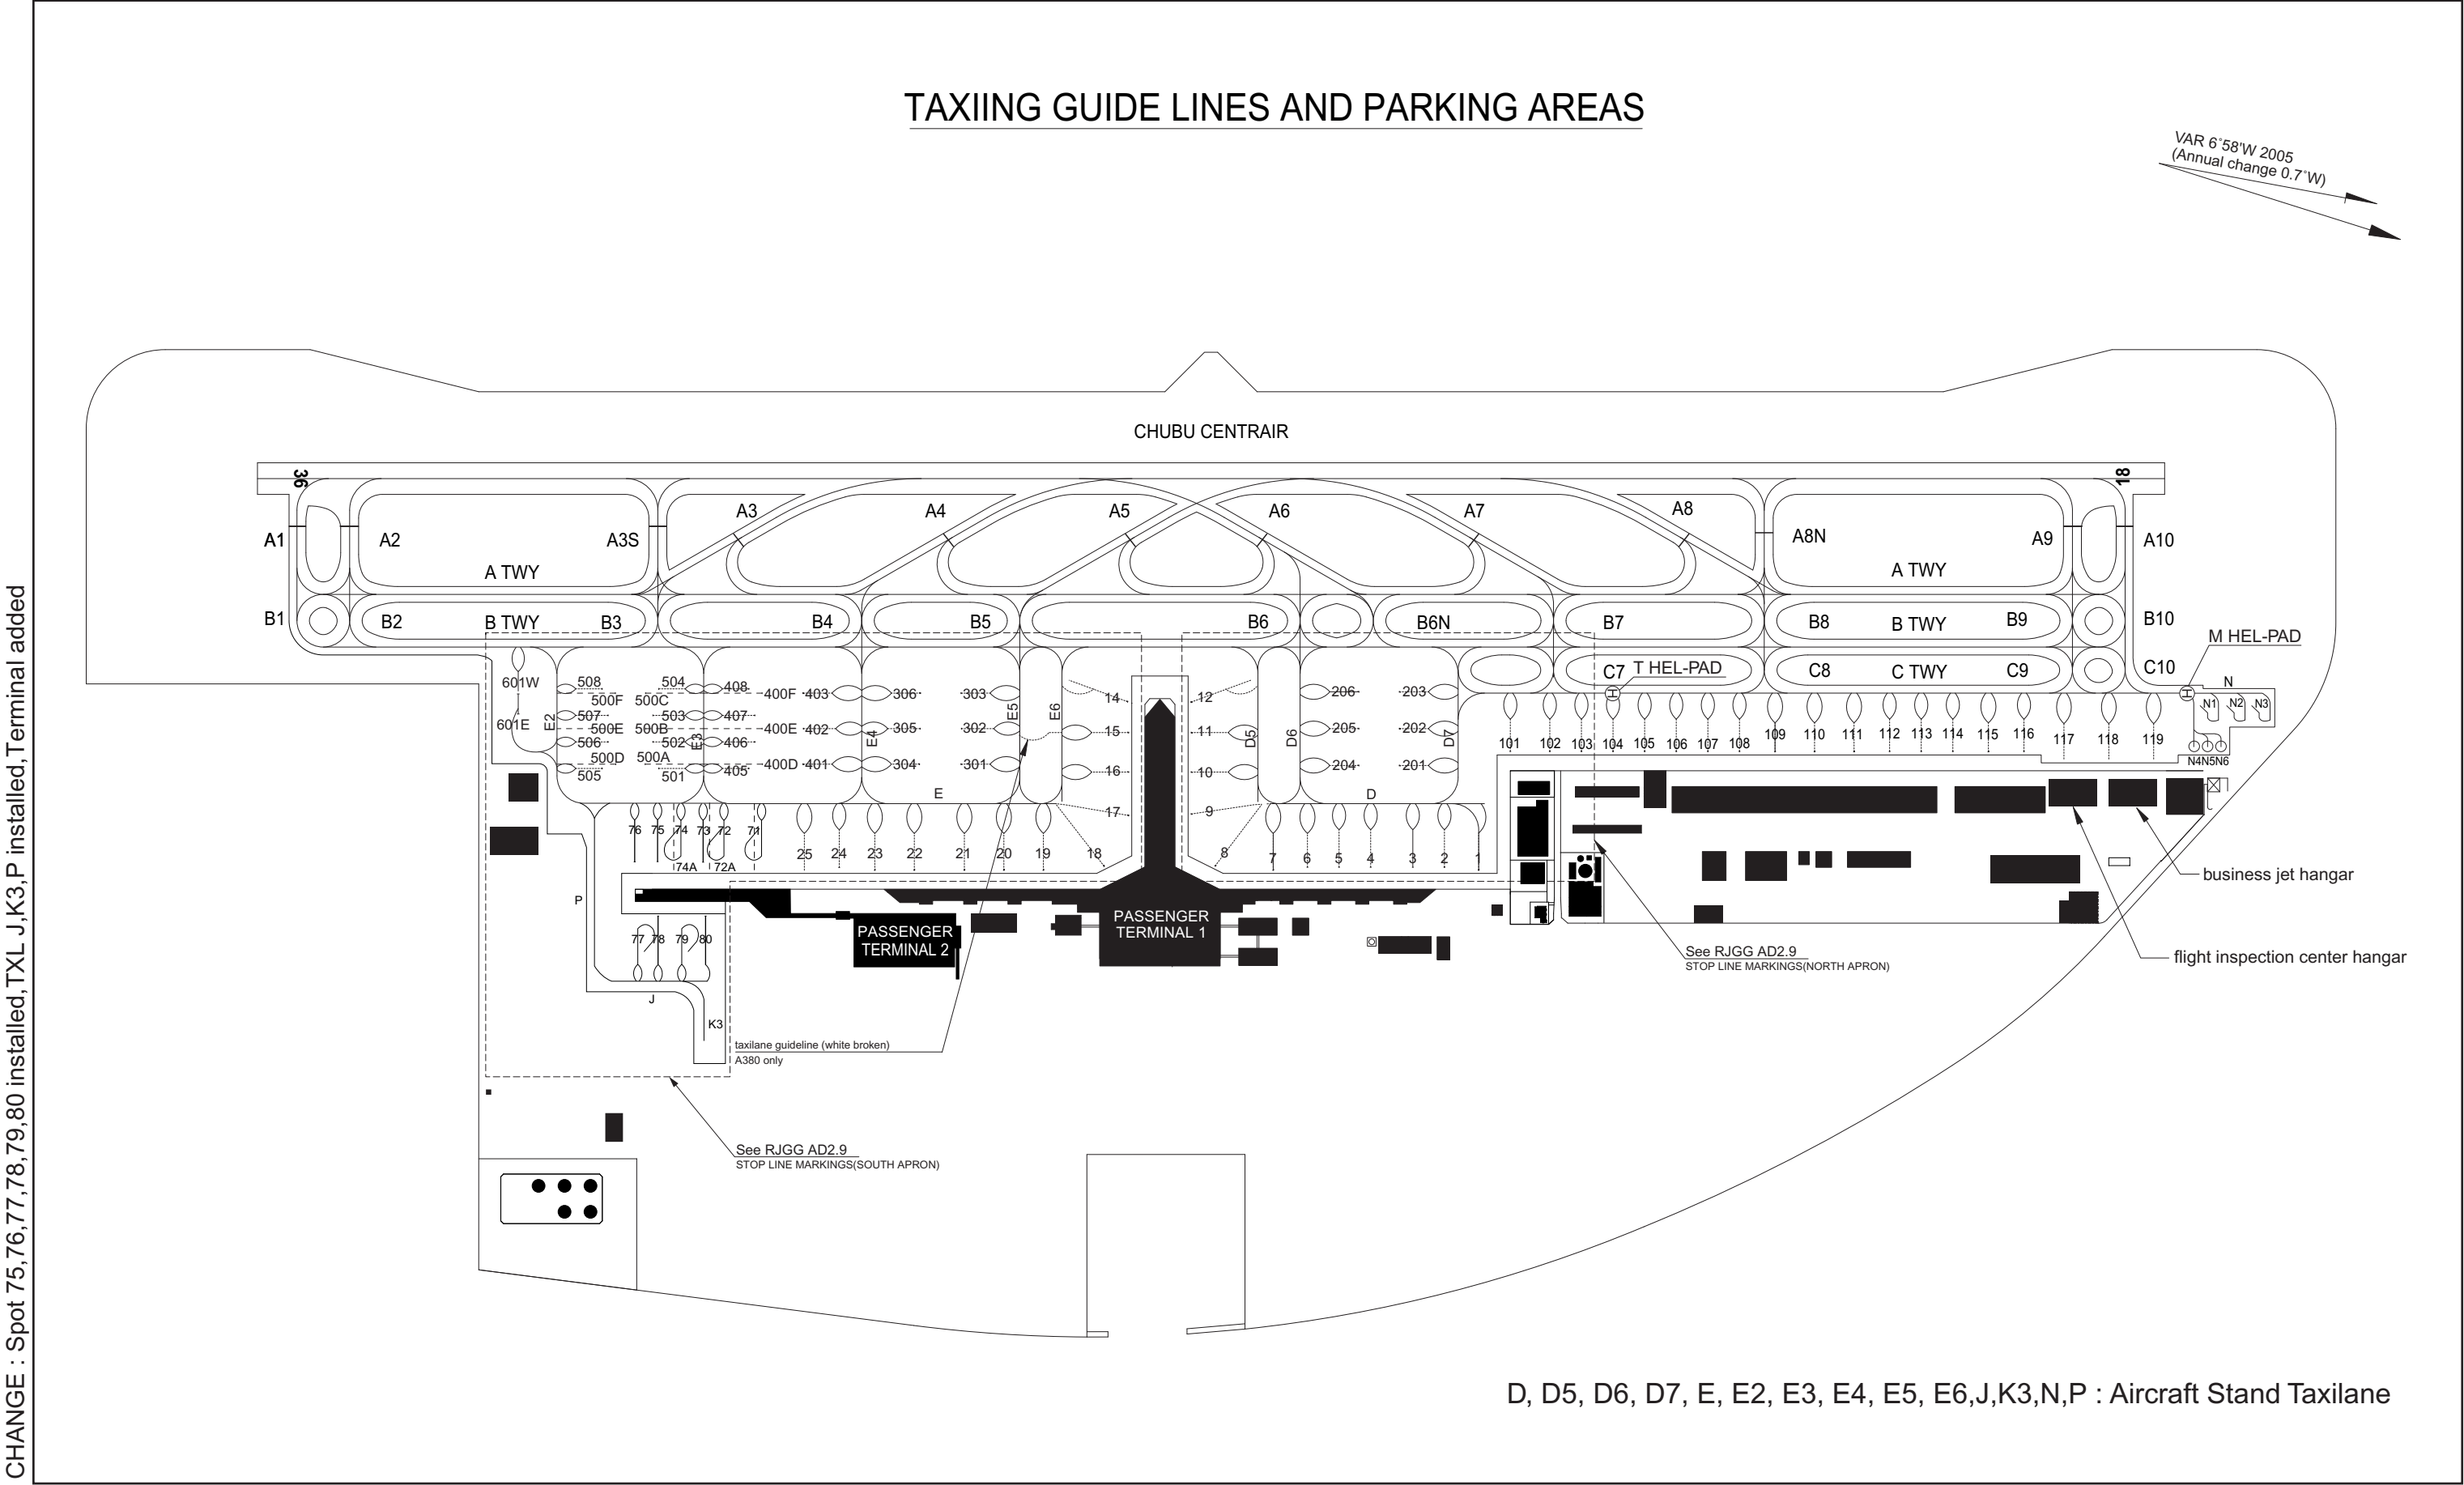 TAXIING GUIDE LINES AND PARKING AREAS
VAR 6°58'W 2005
(Annual change 0.7°W)
CHUBU CENTRAIR
36
18
A3
A4
A5
A6
A7
A8
A1
A2
A3S
A8N
A9
A10
A TWY
A TWY
B1
B2
B TWY
B3
B4
B5
B6
B6N
B7
B8
B TWY
B9
B10
M HEL-PAD
C7
T HEL-PAD
C8
C TWY
C9
C10
N
601W
508
504
408
400F
403
306
303
14
12
206
203
500F
500C
N1
N2
N3
601E
E2
507
503
407
E5
E6
500E
500B
400E
402
305
302
15
11
D5
D6
205
202
D7
506
502
E3
406
E4
101
102
103
104
105
106
107
108
109
110
111
112
113
114
115
116
117
118
119
500D
500A
400D
401
304
301
16
10
204
201
N4N5N6
505
501
405
E
D
17
9
76
75
74
73
72
71
25
24
23
22
21
20
19
18
8
7
6
5
4
3
2
1
74A
72A
business jet hangar
P
PASSENGER
TERMINAL 1
PASSENGER
TERMINAL 2
77
78
79
80
See RJGG AD2.9
STOP LINE MARKINGS(NORTH APRON)
flight inspection center hangar
J
K3
taxilane guideline (white broken)
A380 only
See RJGG AD2.9
STOP LINE MARKINGS(SOUTH APRON)
D, D5, D6, D7, E, E2, E3, E4, E5, E6,J,K3,N,P : Aircraft Stand Taxilane
CHANGE : Spot 75,76,77,78,79,80 installed,TXL J,K3,P installed,Terminal added
H
H